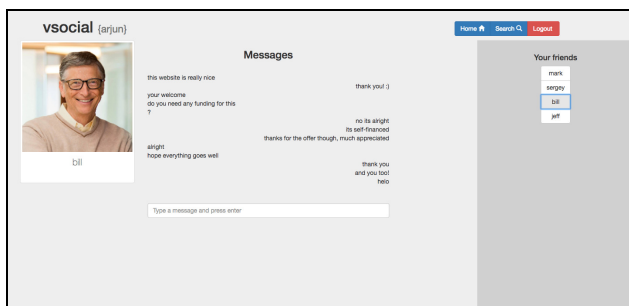 vsocial {arjun}
Home Search Logout
bill
Messages
this website is really nice
thank you! :)
your welcome
do you need any funding for this
?
no its alright
its self-financed
thanks for the offer though, much appreciated
alright
hope everything goes well
thank you
and you too!
helo
Type a message and press enter
Your friends
mark
sergey
bill
jeff